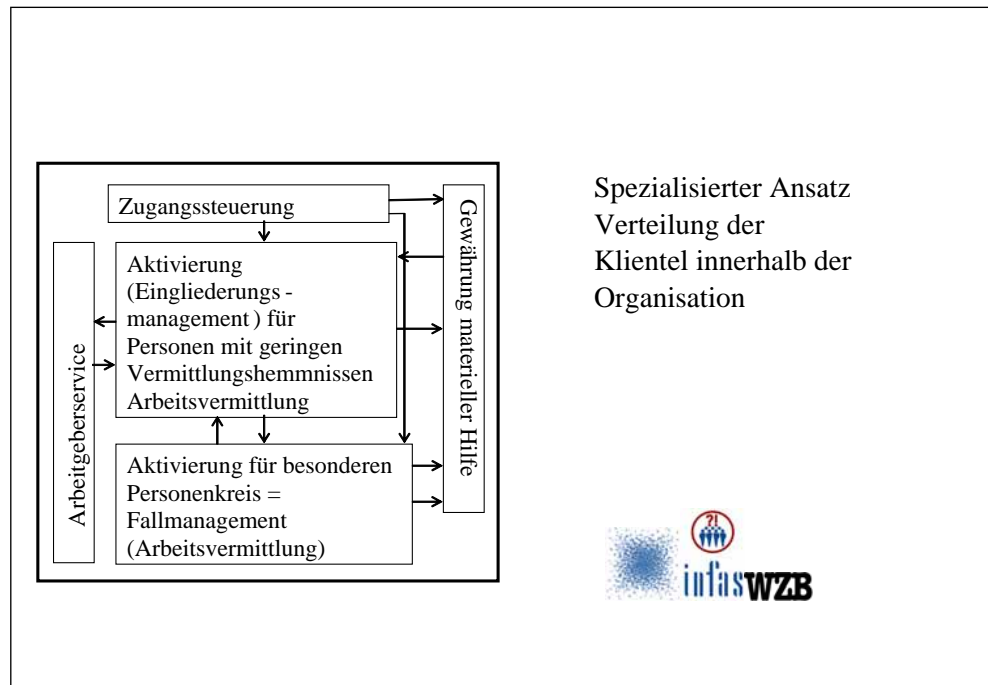 Zugangssteuerung
Aktivierung
(Eingliederungs -
management ) für
Personen mit geringen
Vermittlungshemmnissen
Arbeitsvermittlung
Aktivierung für besonderen
Personenkreis =
Fallmanagement
(Arbeitsvermittlung)
Arbeitgeberservice
Gewährung materieller Hilfe
Spezialisierter Ansatz
Verteilung der
Klientel innerhalb der
Organisation
?!
infas WZB